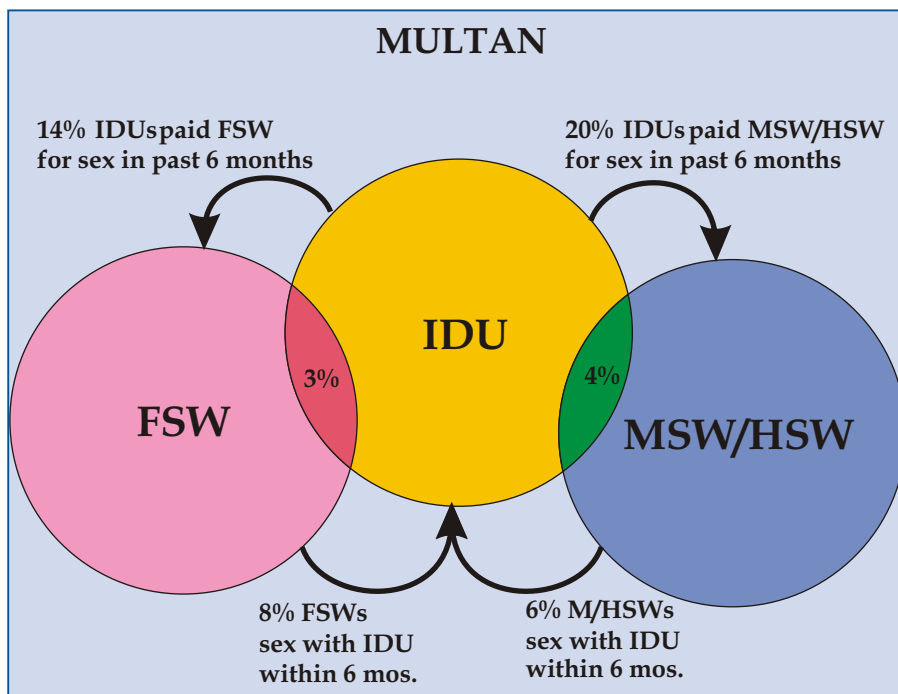 MULTAN
14% IDUs paid FSW
for sex in past 6 months
20% IDUs paid MSW/HSW
for sex in past 6 months
IDU
3%
4%
FSW
MSW/HSW
8% FSWs
sex with IDU
within 6 mos.
6% M/HSWs
sex with IDU
within 6 mos.